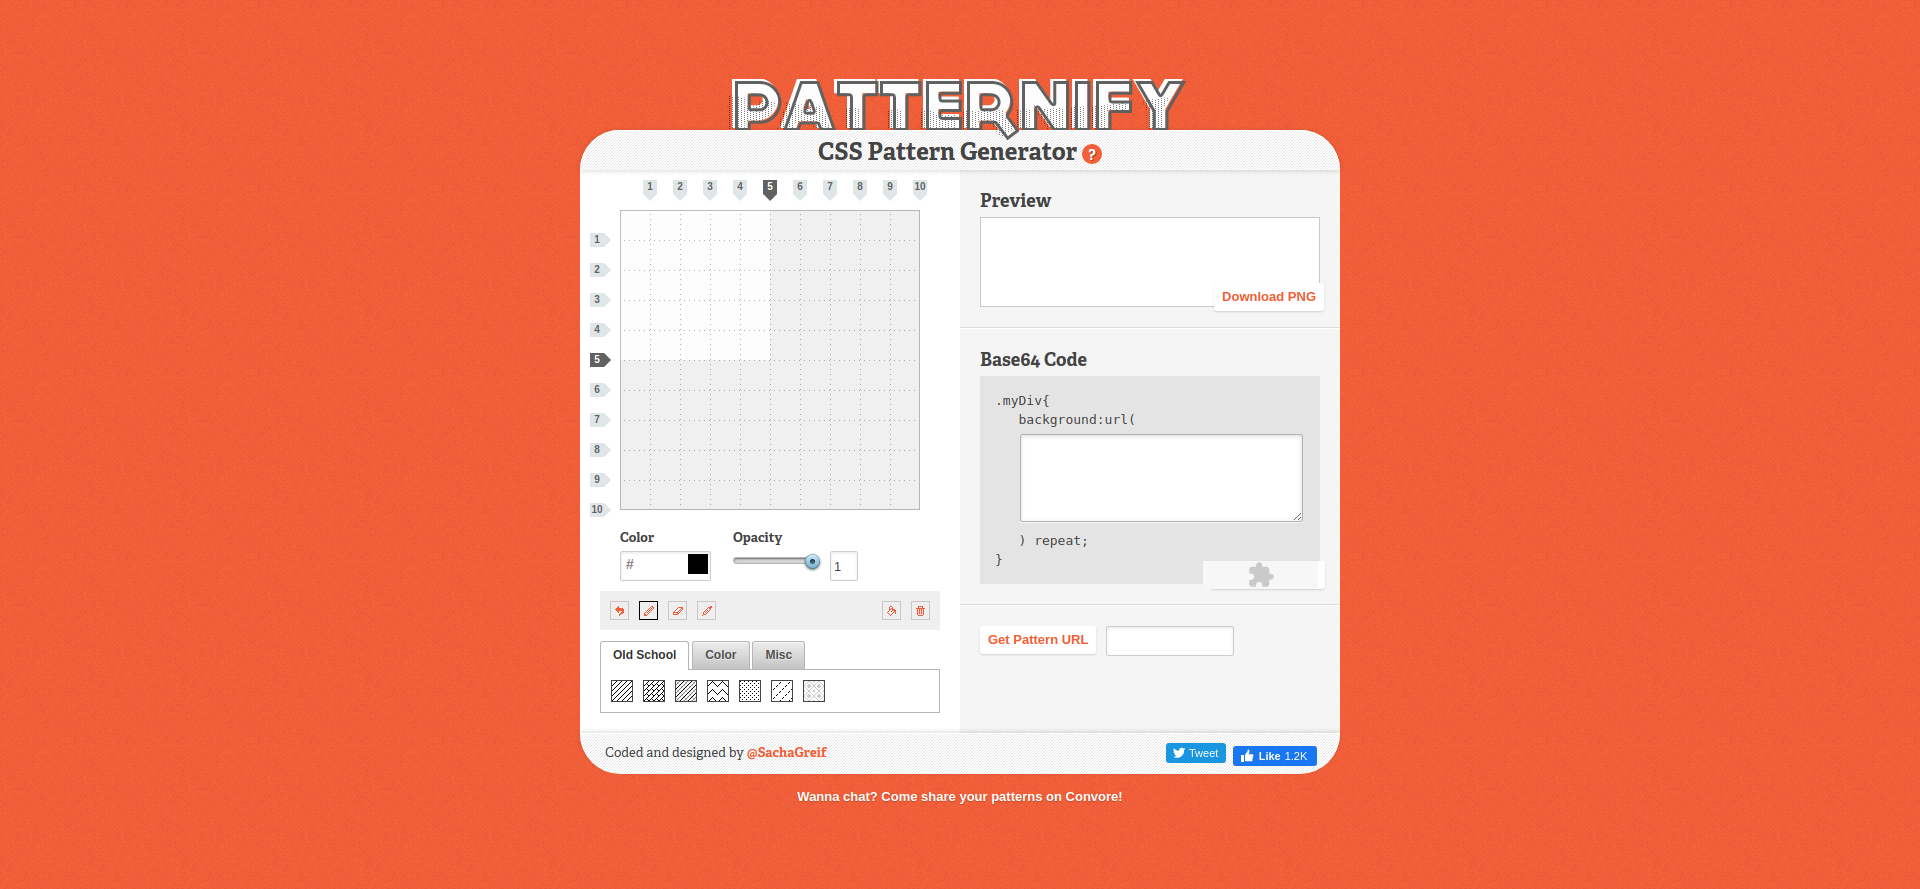 PATTERNIFY
CSS Pattern Generator ?
1 2 3 4 5 6 7 8 9 10
1
2
3
4
5
6
7
8
9
10
Color
#
Opacity
1
Old School
Color
Misc
Preview
Download PNG
Base64 Code
.myDiv{
background:url(
) repeat;
}
Get Pattern URL
Coded and designed by @SachaGreif
Tweet
Like 1.2K
Wanna chat? Come share your patterns on Convore!